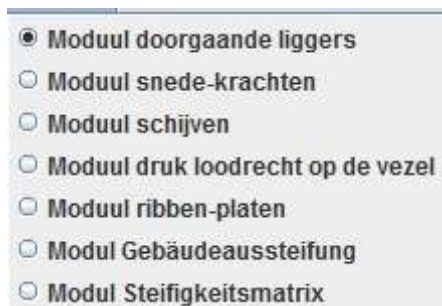 Moduul doorgaande liggers
Moduul snede-krachten
Moduul schijven
Moduul druk loodrecht op de vezel
Moduul ribben-platen
Modul Gebäudeaussteifung
Modul Steifigkeitsmatrix